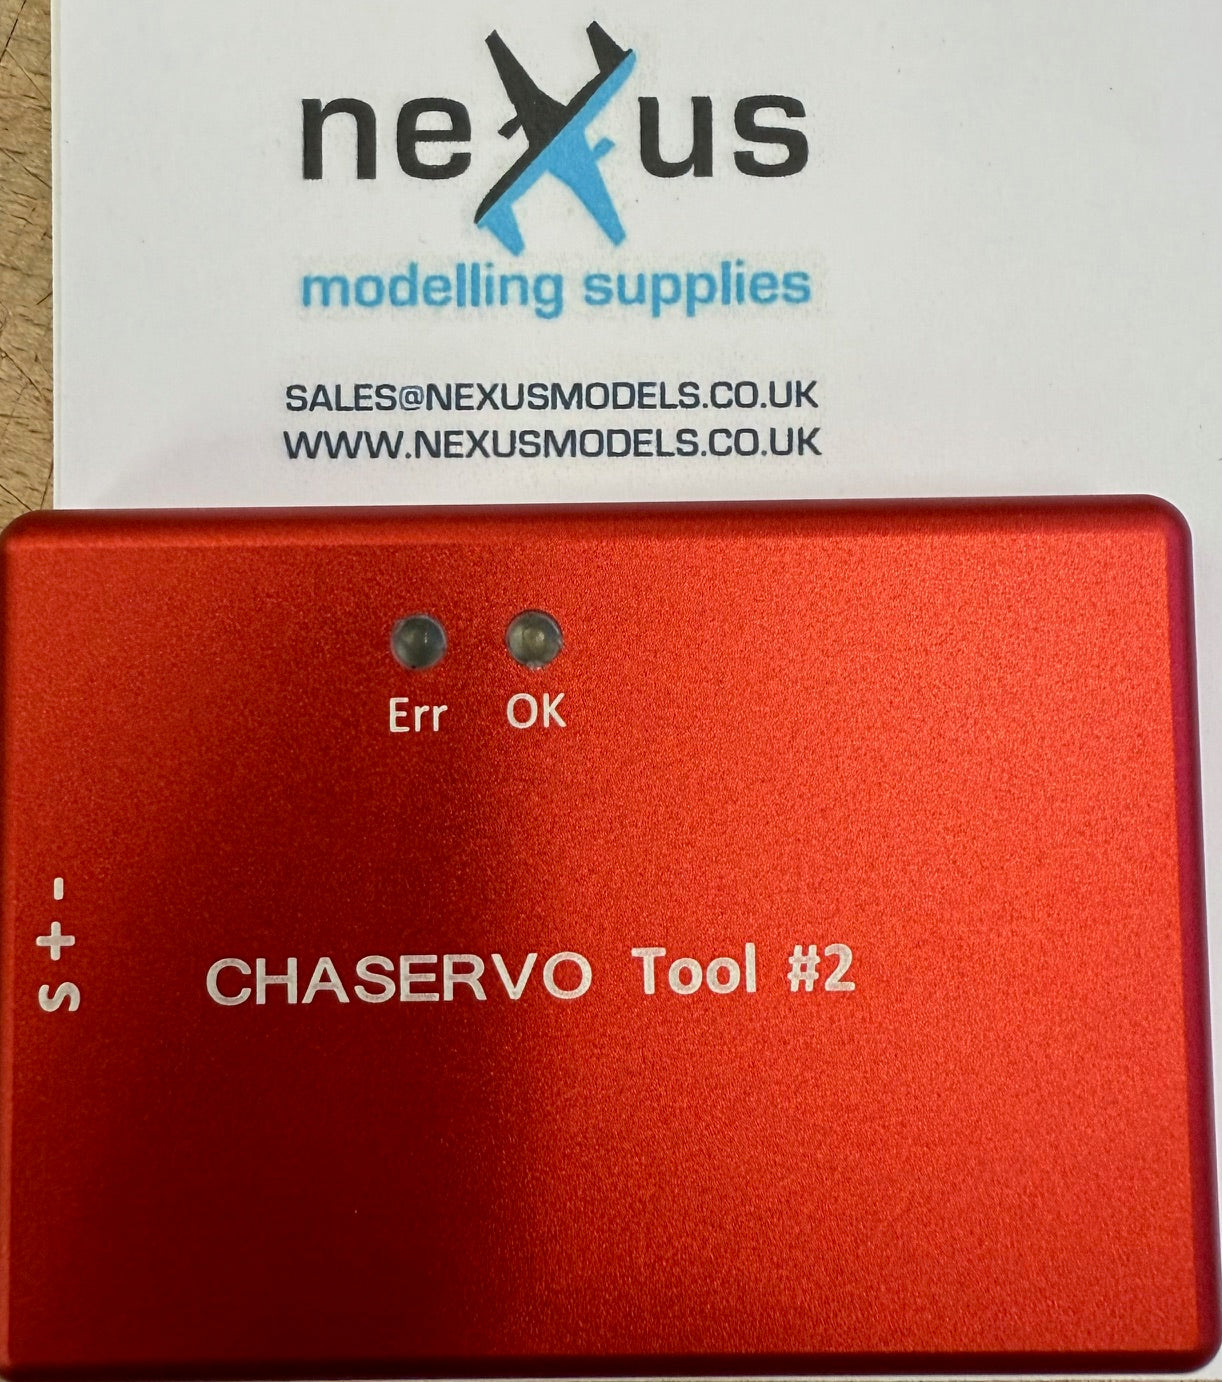 nexus
modelling supplies
SALES@NEXUSMODELS.CO.UK
WWW.NEXUSMODELS.CO.UK
Err OK
S + -
CHASERVO Tool #2